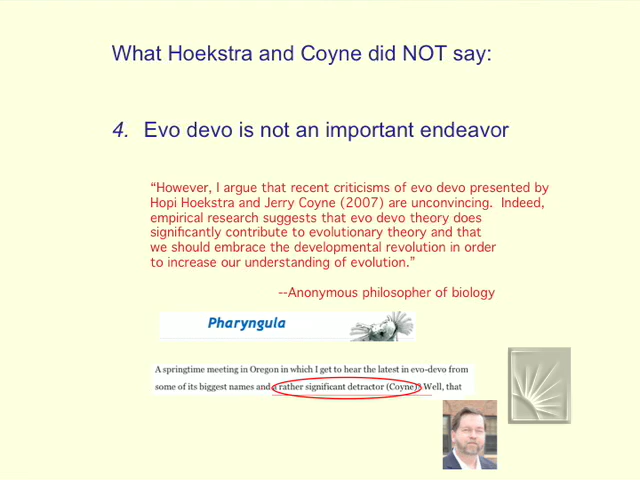 What Hoekstra and Coyne did NOT say:
4. Evo devo is not an important endeavor
“However, I argue that recent criticisms of evo devo presented by
Hopi Hoekstra and Jerry Coyne (2007) are unconvincing. Indeed,
empirical research suggests that evo devo theory does
significantly contribute to evolutionary theory and that
we should embrace the developmental revolution in order
to increase our understanding of evolution.”
--Anonymous philosopher of biology
Pharyngula
A springtime meeting in Oregon in which I get to hear the latest in evo-devo from
some of its biggest names and a rather significant detractor (Coyne)? Well, that